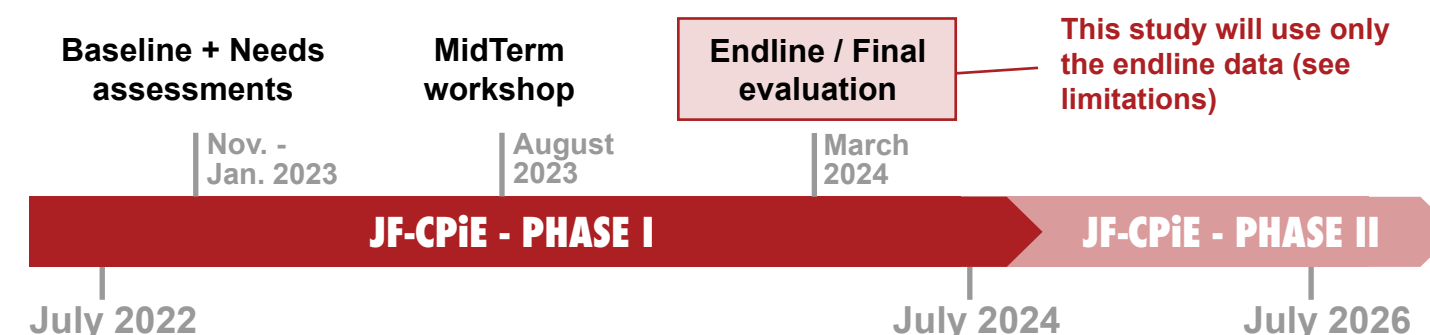 Baseline + Needs
assessments
MidTerm
workshop
Endline / Final
evaluation
This study will use only
the endline data (see
limitations)
Nov. -
Jan. 2023
August
2023
March
2024
JF-CPiE - PHASE I
JF-CPiE - PHASE II
July 2022
July 2024
July 2026